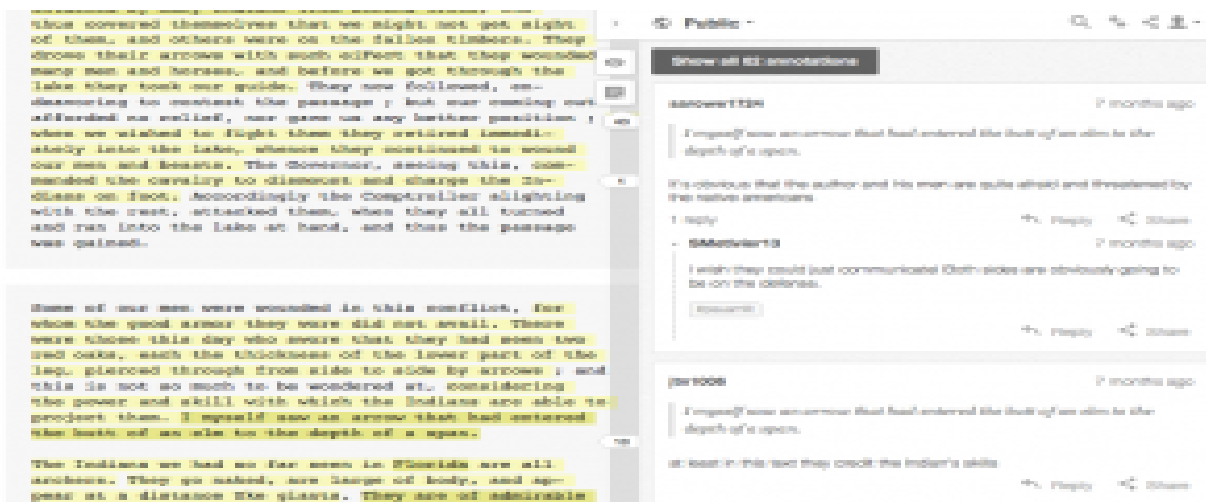 thus covered themselves that we might not get sight
of them, and others were on the fallen timbers. They
drove their arrows with such effect that they wounded
many men and horses, and before we got through the
lake they took our guide. They now followed, en-
deavoring to contest the passage ; but our coming out
afforded no relief, nor gave us any better position ;
when we wished to fight them they retired immedi-
ately into the lake, whence they continued to wound
our men and beasts. The Governor, seeing this, com-
manded the cavalry to dismount and charge the In-
dians on foot. Accordingly the Comptroller alighting
with the rest, attacked them, when they all turned
and ran into the lake at hand, and thus the passage
was gained.
Some of our men were wounded in this conflict, for
whom the good armor they wore did not avail. There
were those this day who swore that they had seen two
red oaks, each the thickness of the lower part of the
leg, pierced through from side to side by arrows ; and
this is not so much to be wondered at, considering
the power and skill with which the Indians are able to
project them. I myself saw an arrow that had entered
the butt of an elm to the depth of a span.
The Indians we had so far seen in Florida are all
archers. They go naked, are large of body, and ap-
pear at a distance like giants. They are of admirable
Public
Show all 62 annotations
7 months ago
I myself saw an arrow that had entered the butt of an elm to the
depth of a span.
It's obvious that the author and his men are quite afraid and threatened by
the native americans
1 reply
Reply Share
SMetivier13
7 months ago
I wish they could just communicate! Both sides are obviously going to
be on the defense.
Reply Share
7 months ago
I myself saw an arrow that had entered the butt of an elm to the
depth of a span.
at least in this text they credit the Indian's skills
Reply Share